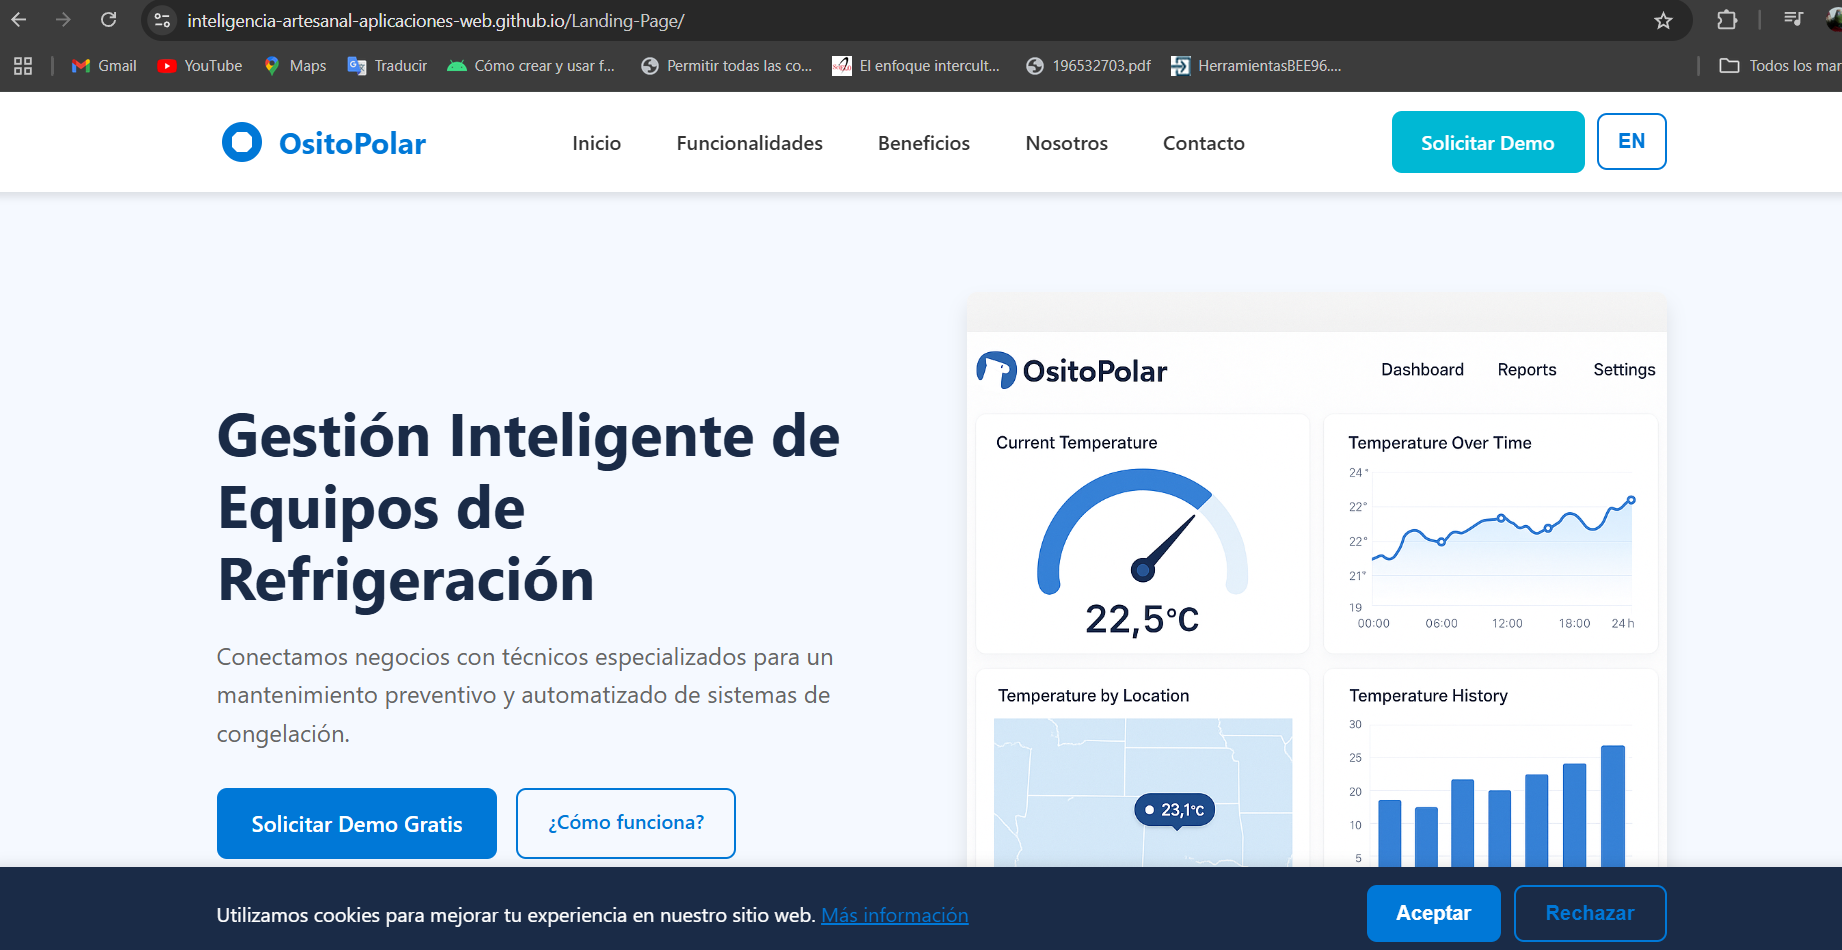 inteligencia-artesanal-aplicaciones-web.github.io/Landing-Page/
Gmail YouTube Maps Traducir Cómo crear y usar f... Permitir todas las co... El enfoque intercult... 196532703.pdf HerramientasBEE96.... Todos los mar
OsitoPolar Inicio Funcionalidades Beneficios Nosotros Contacto Solicitar Demo EN
Gestión Inteligente de
Equipos de
Refrigeración
Conectamos negocios con técnicos especializados para un
mantenimiento preventivo y automatizado de sistemas de
congelación.
Solicitar Demo Gratis ¿Cómo funciona?
OsitoPolar Dashboard Reports Settings
Current Temperature
22,5°C
Temperature Over Time
24°
22°
22°
21°
19
00:00 06:00 12:00 18:00 24h
Temperature by Location
23,1°C
Temperature History
30
25
20
10
5
Utilizamos cookies para mejorar tu experiencia en nuestro sitio web. Más información Aceptar Rechazar